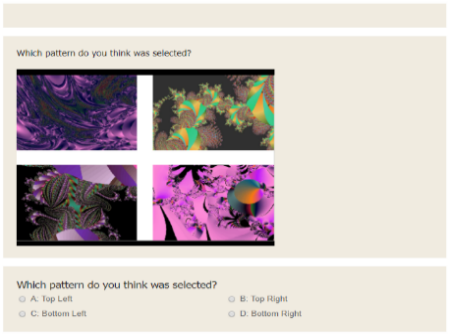 Which pattern do you think was selected?
Which pattern do you think was selected?
A: Top Left
B: Top Right
C: Bottom Left
D: Bottom Right